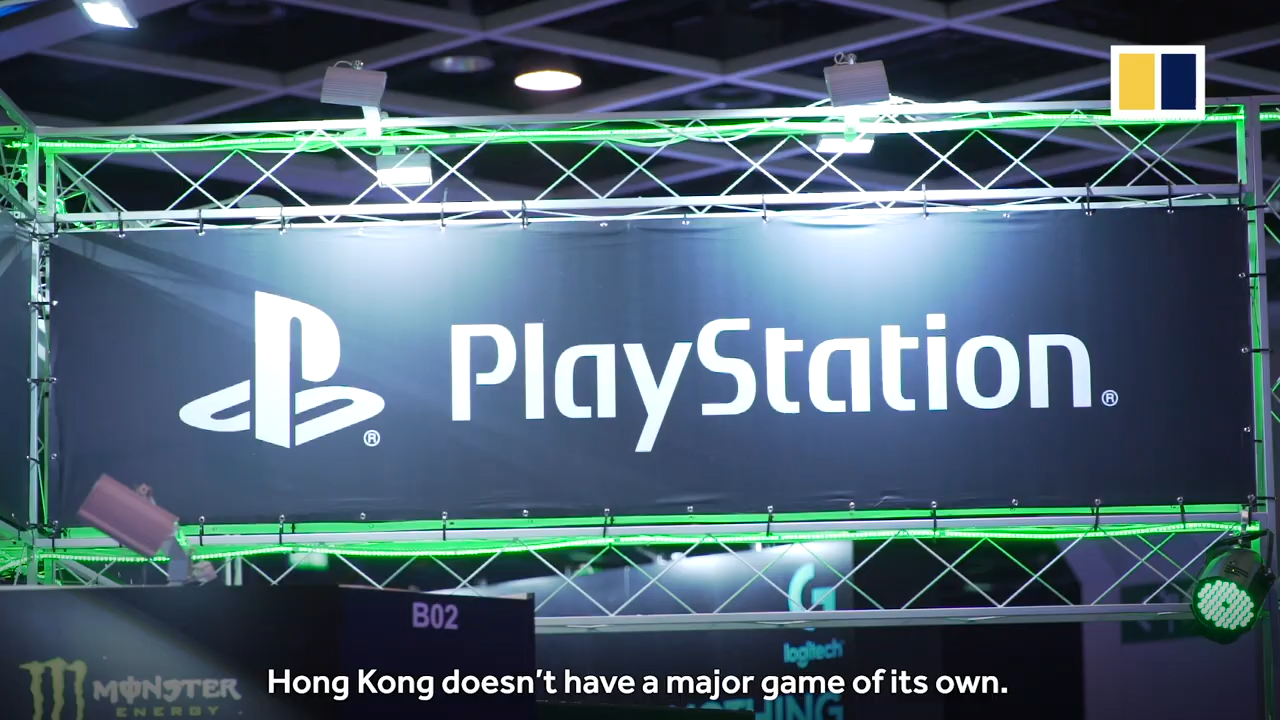 PlayStation®
®
B02
logitech
MONSTER
ENERGY
Hong Kong doesn't have a major game of its own.